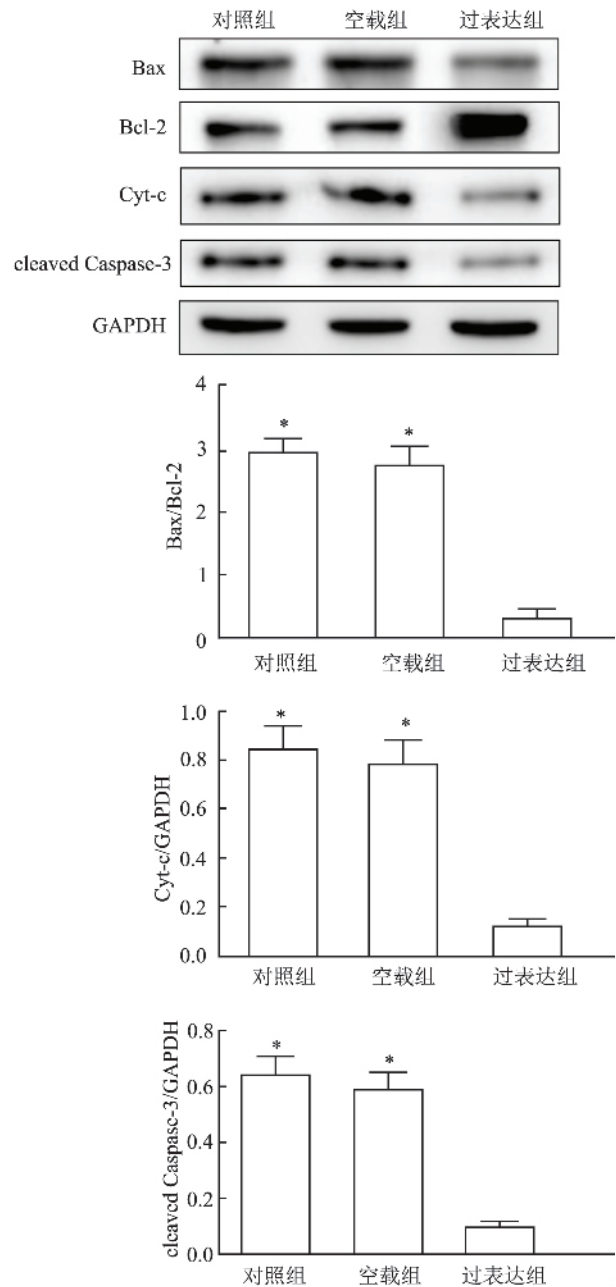 对照组 空载组 过表达组
Bax
Bcl-2
Cyt-c
cleaved Caspase-3
GAPDH
4
3
2
1
0
Bax/Bcl-2
* *
对照组 空载组 过表达组
1.0
0.8
0.6
0.4
0.2
0.0
Cyt-c/GAPDH
* *
对照组 空载组 过表达组
0.8
0.6
0.4
0.2
0.0
cleaved Caspase-3/GAPDH
* *
对照组 空载组 过表达组